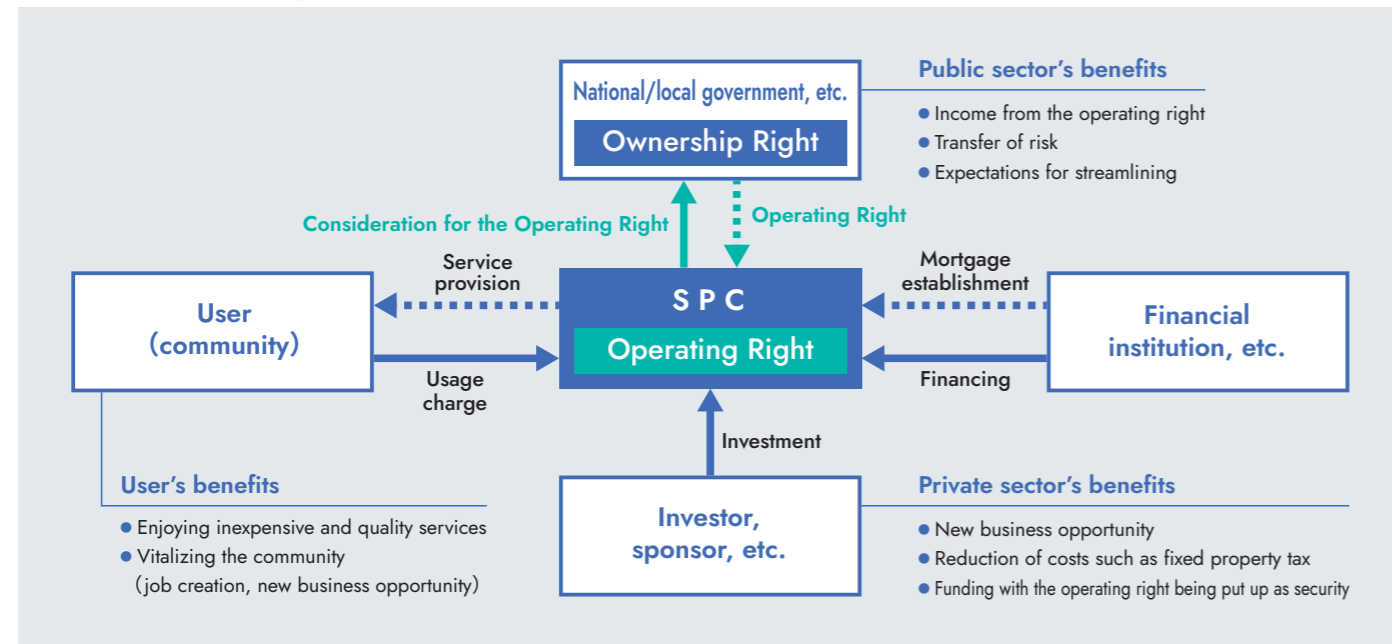 National/local government, etc.
Ownership Right
Public sector's benefits
● Income from the operating right
● Transfer of risk
● Expectations for streamlining
Consideration for the Operating Right
Operating Right
Service
provision
Mortgage
establishment
User
（community）
S P C
Operating Right
Financial
institution, etc.
Usage
charge
Financing
Investment
User's benefits
● Enjoying inexpensive and quality services
● Vitalizing the community
（job creation, new business opportunity）
Investor,
sponsor, etc.
Private sector's benefits
● New business opportunity
● Reduction of costs such as fixed property tax
● Funding with the operating right being put up as security